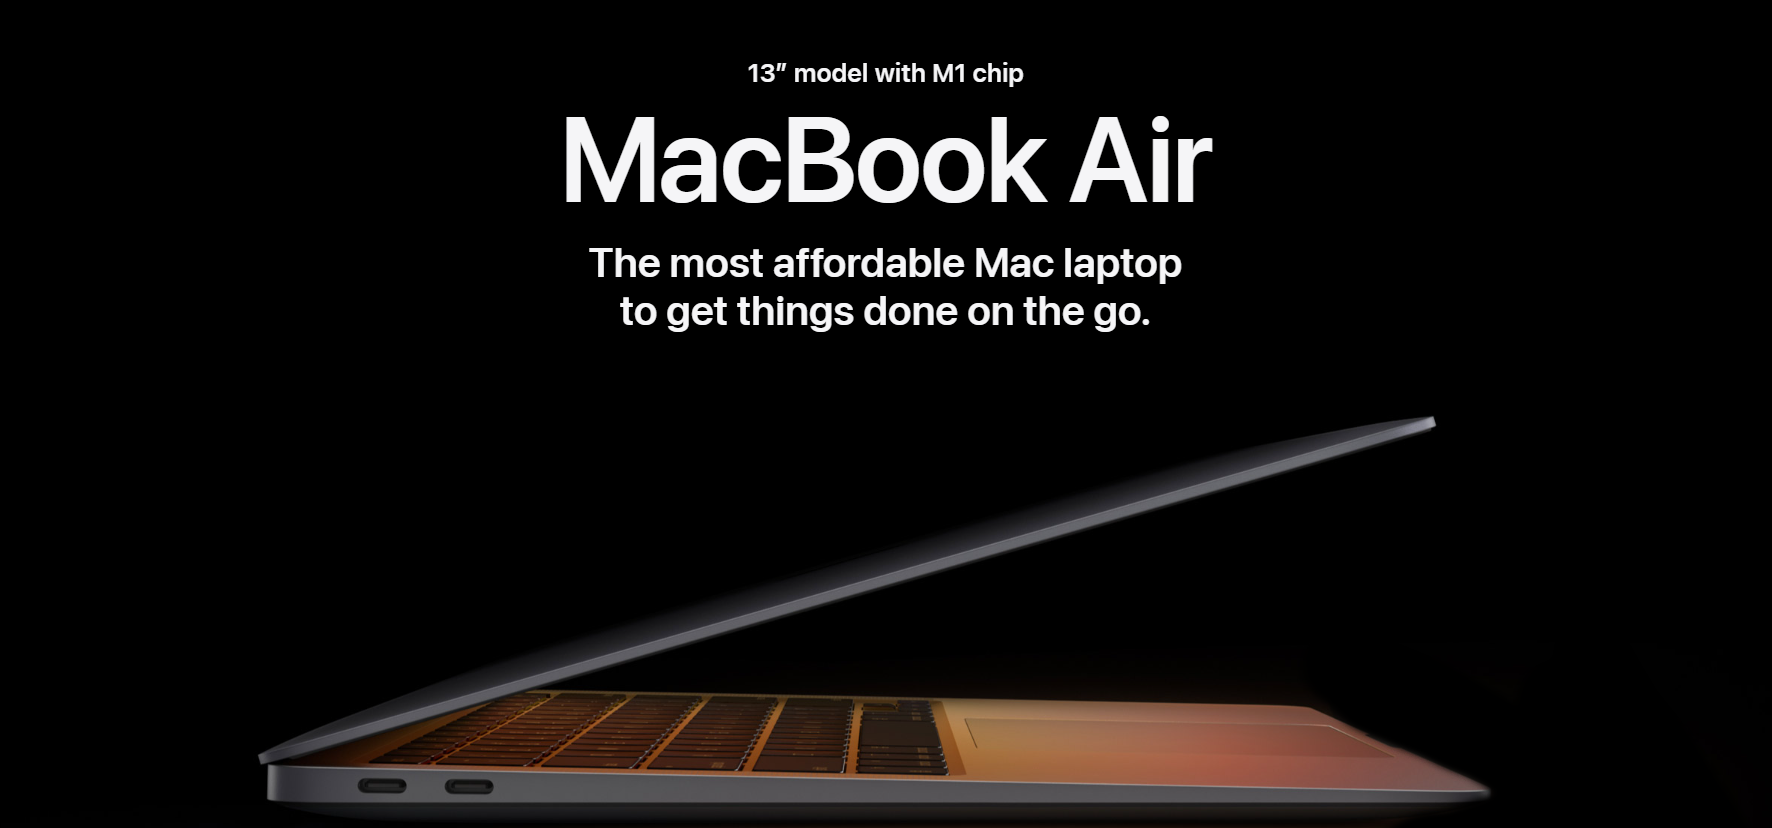 13″ model with M1 chip
MacBook Air
The most affordable Mac laptop
to get things done on the go.